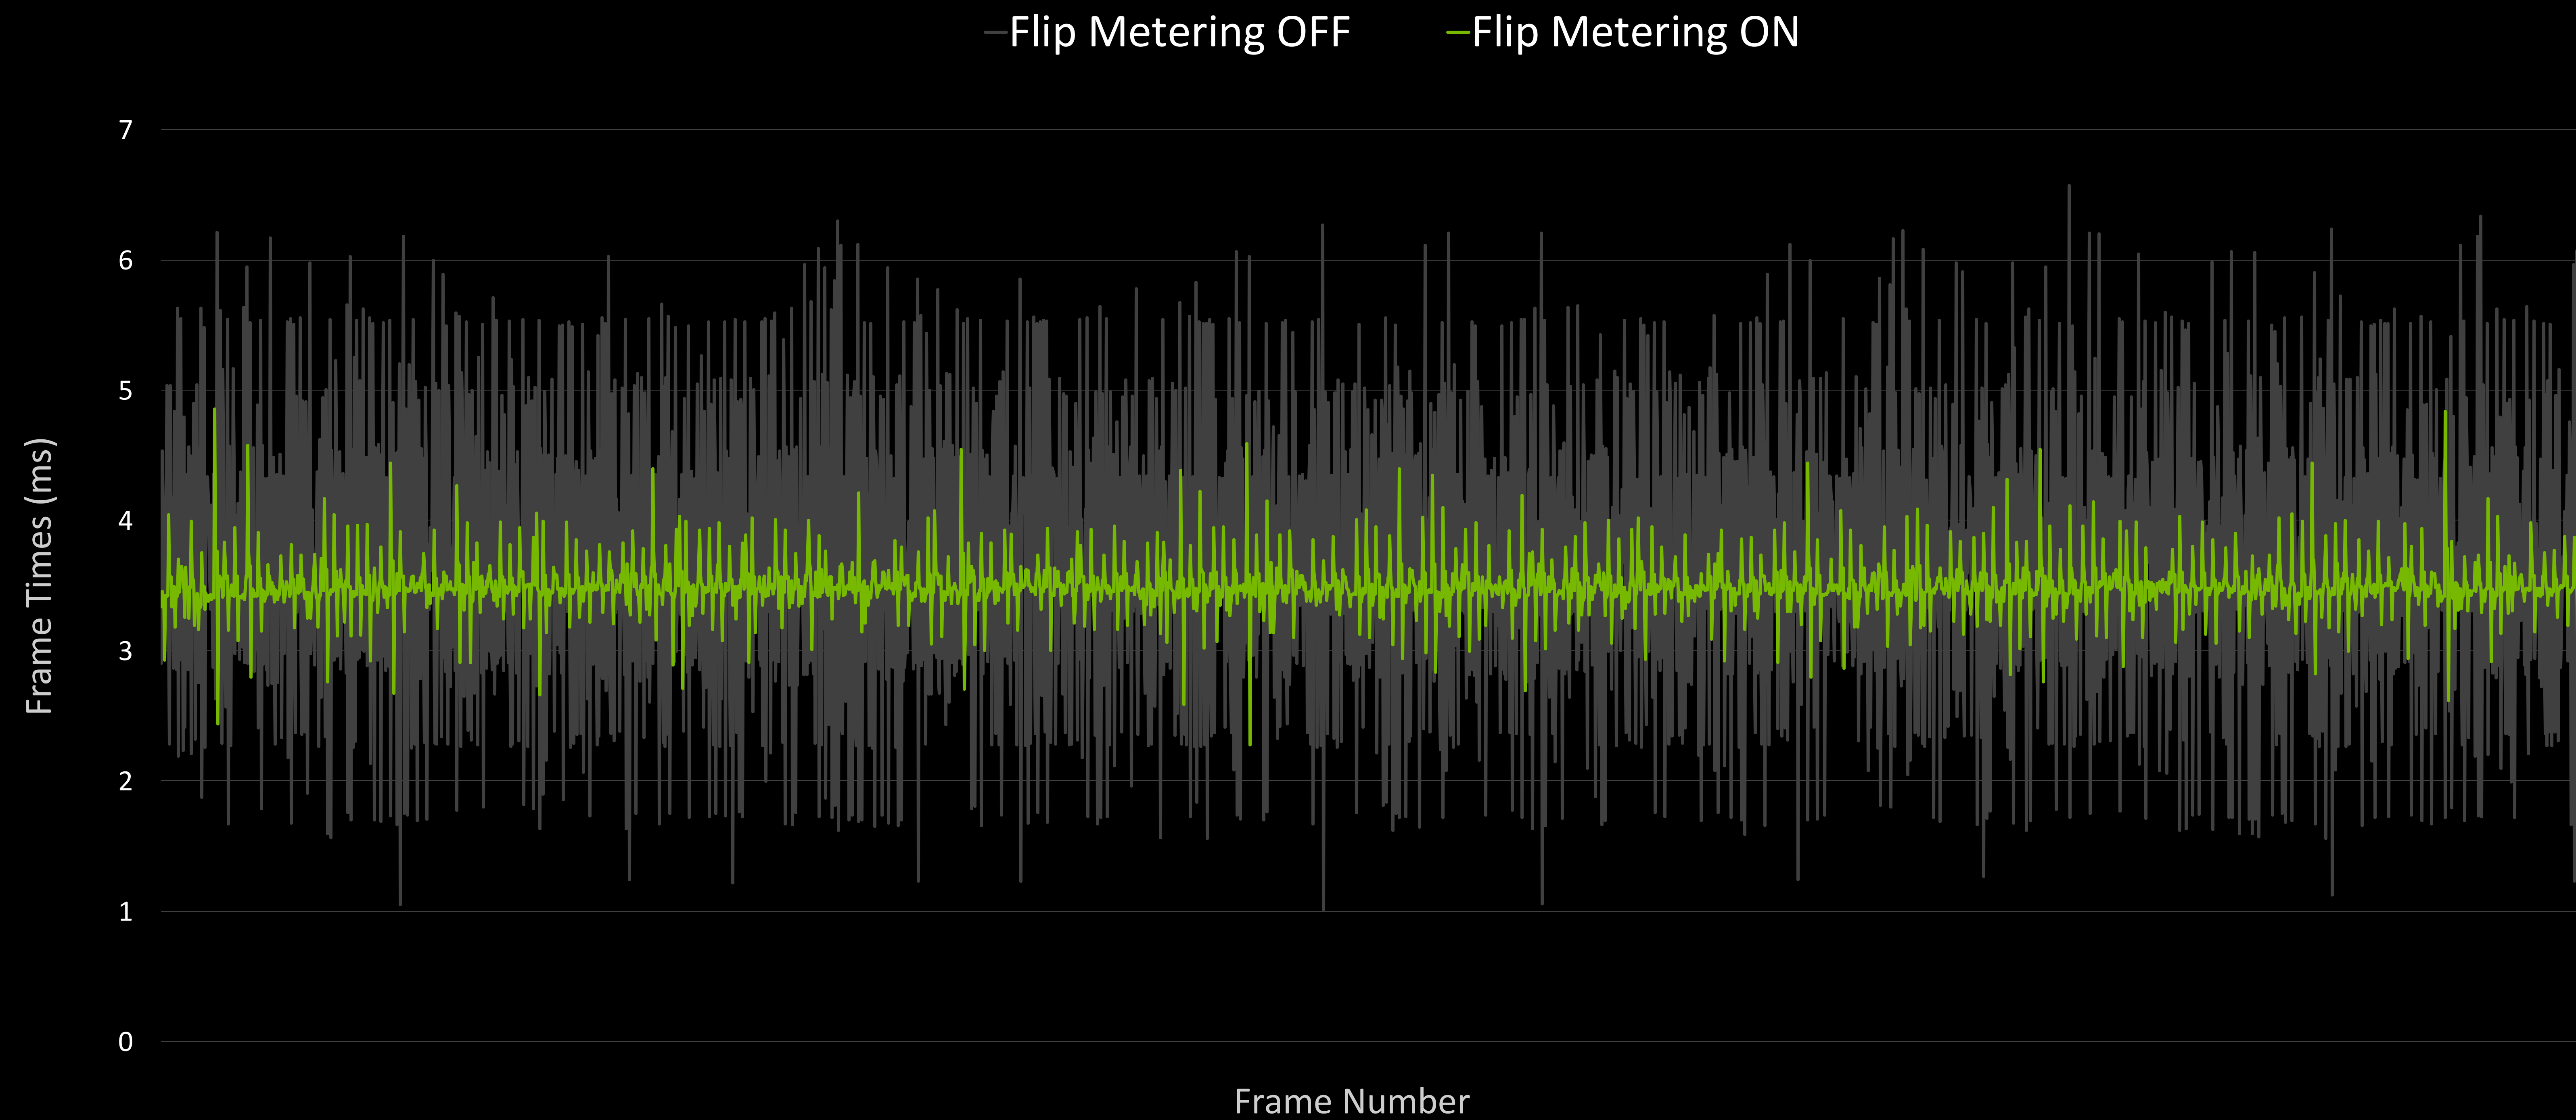 Flip Metering OFF
Flip Metering ON
7
6
5
4
3
2
1
0
Frame Times (ms)
Frame Number